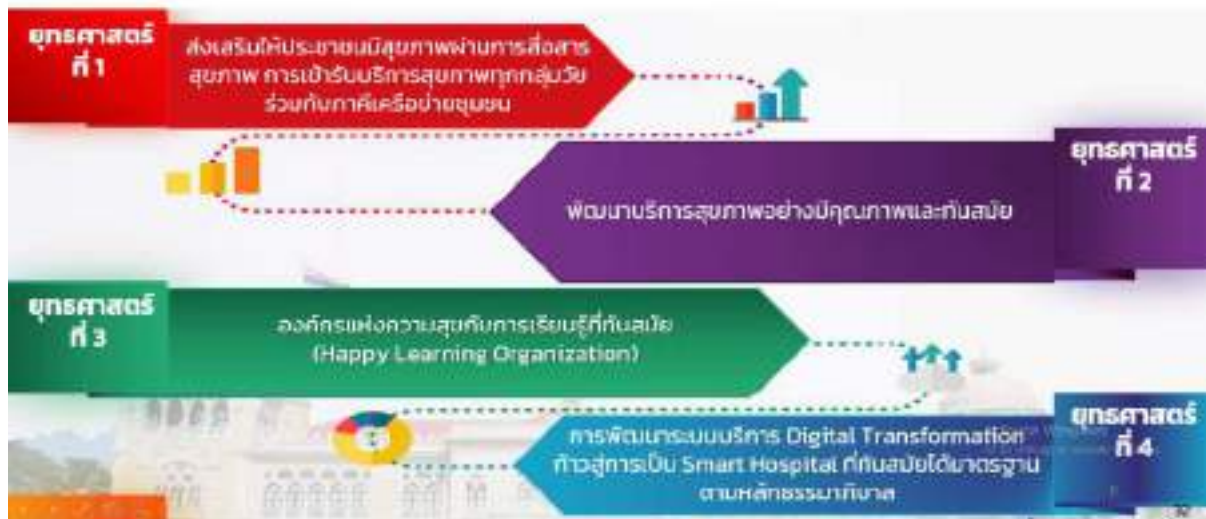 ยุทธศาสตร์
ที่ 1
ส่งเสริมให้ประชาชนมีสุขภาพผ่านการสื่อสาร
สุขภาพ การเข้ารับบริการสุขภาพทุกกลุ่มวัย
ร่วมกับภาคีเครือข่ายชุมชน
ยุทธศาสตร์
ที่ 2
พัฒนาบริการสุขภาพอย่างมีคุณภาพและทันสมัย
ยุทธศาสตร์
ที่ 3
องค์กรแห่งความสุขกับการเรียนรู้ที่ทันสมัย
(Happy Learning Organization)
ยุทธศาสตร์
ที่ 4
การพัฒนาระบบบริการ Digital Transformation
ก้าวสู่การเป็น Smart Hospital ที่ทันสมัยได้มาตรฐาน
ตามหลักธรรมาภิบาล